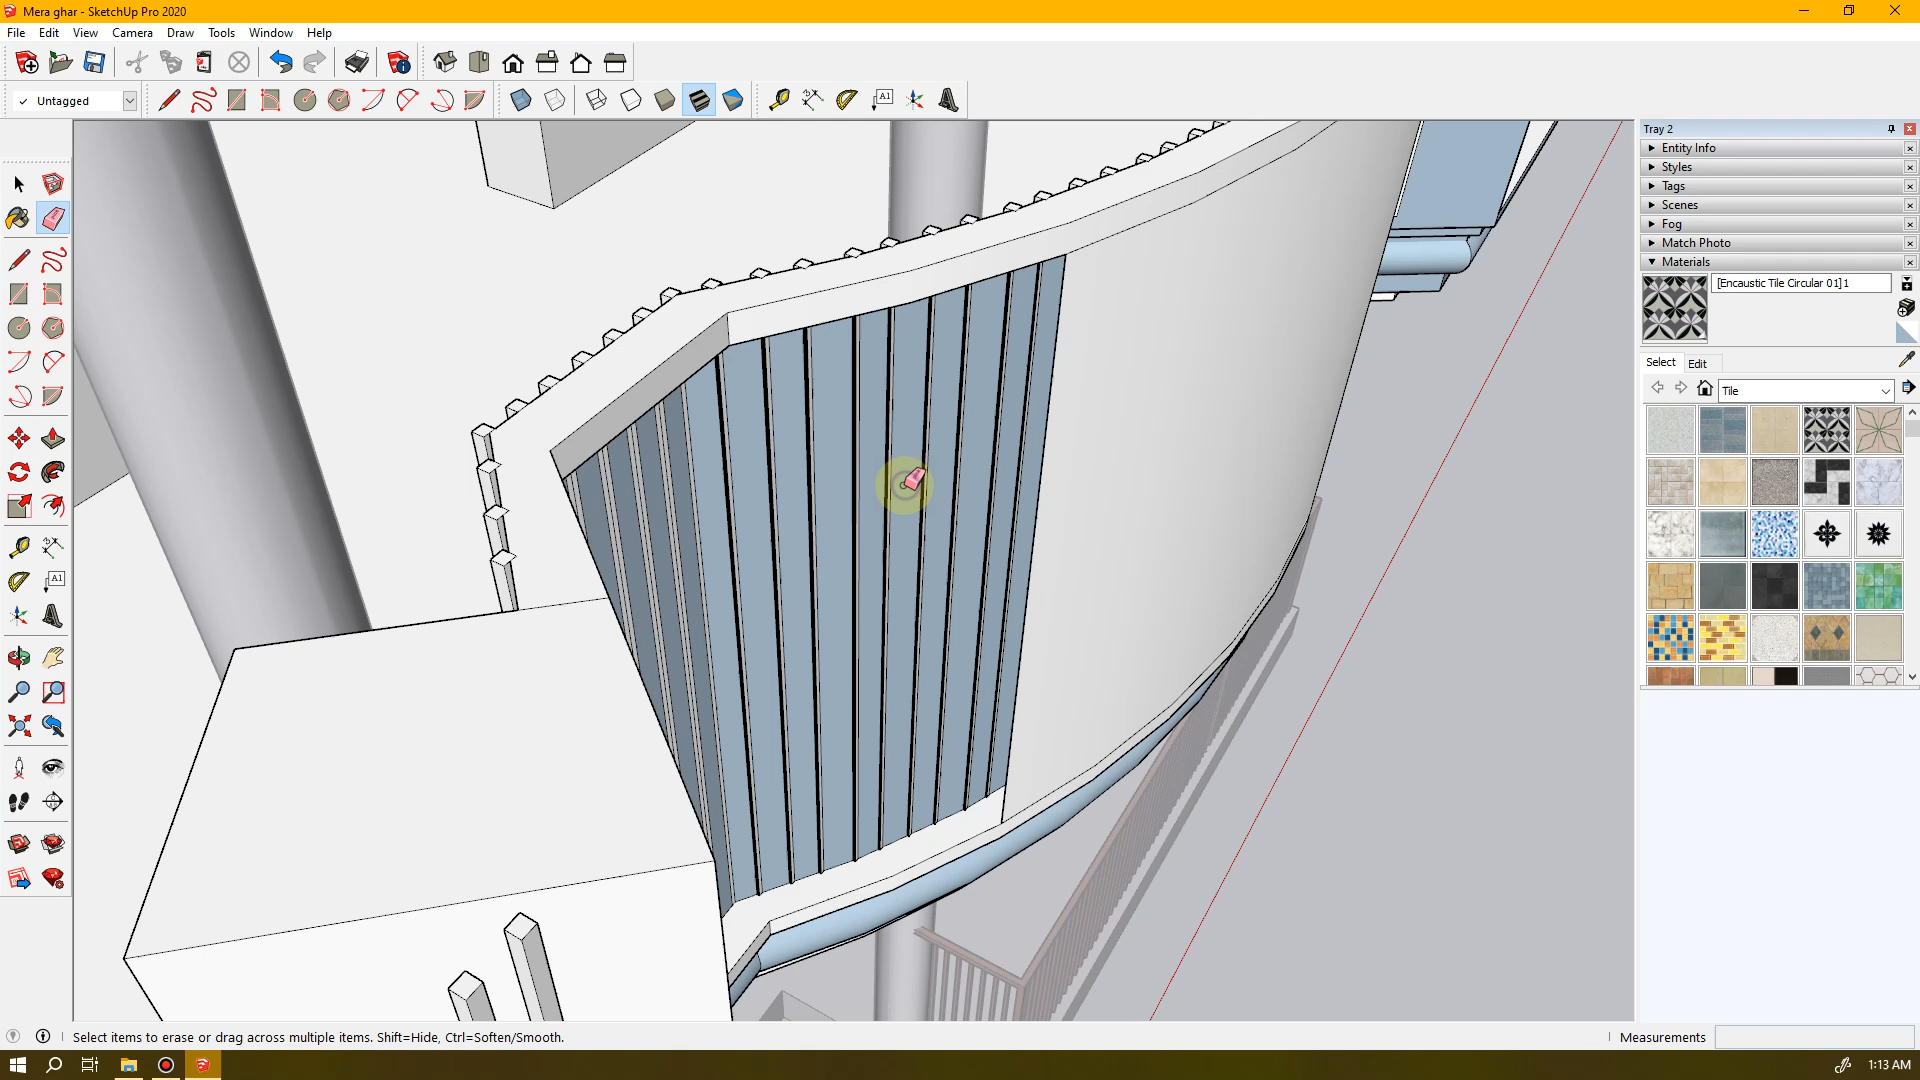 Mera ghar - SketchUp Pro 2020
File Edit View Camera Draw Tools Window Help
✓ Untagged
A1
Tray 2
Entity Info
Styles
Tags
Scenes
Fog
Match Photo
Materials
[Encaustic Tile Circular 01]1
Select Edit
Tile
A1
Select items to erase or drag across multiple items. Shift=Hide, Ctrl=Soften/Smooth.
Measurements
1:13 AM